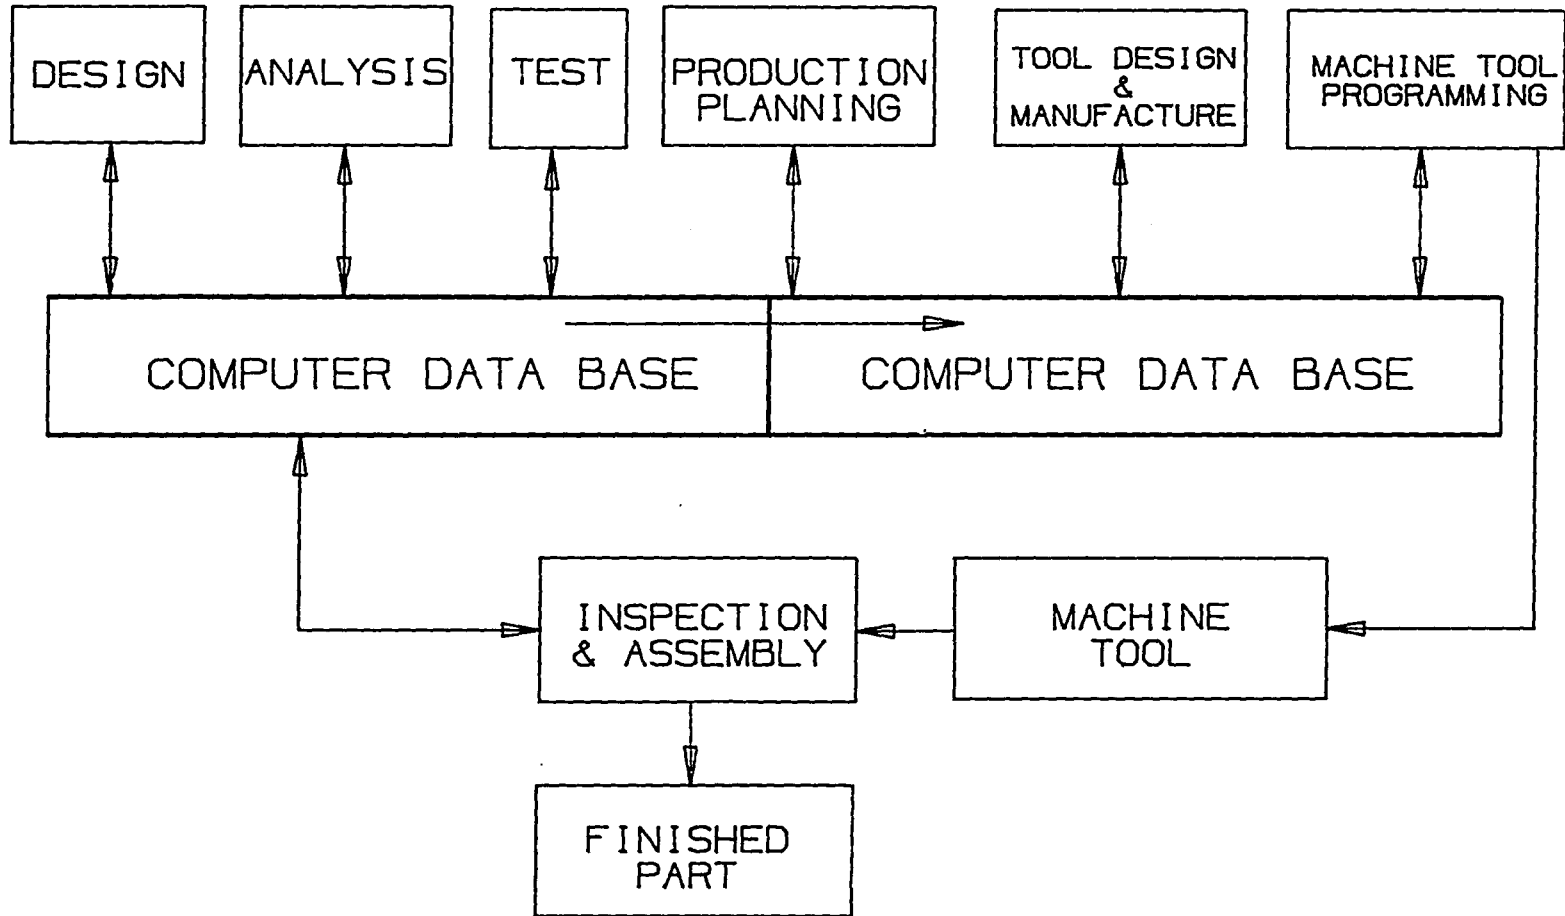 DESIGN
ANALYSIS
TEST
PRODUCTION
PLANNING
TOOL DESIGN
&
MANUFACTURE
MACHINE TOOL
PROGRAMMING
COMPUTER DATA BASE
COMPUTER DATA BASE
INSPECTION
& ASSEMBLY
MACHINE
TOOL
FINISHED
PART